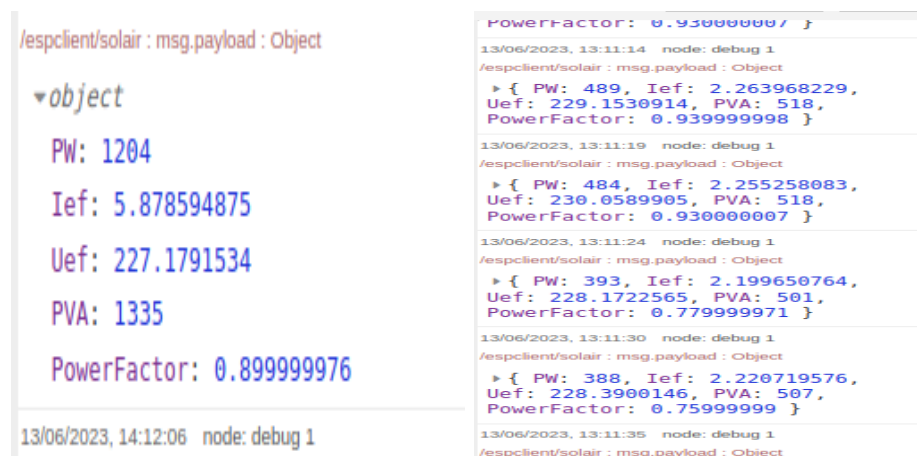 /espclient/solair : msg.payload : Object
▾object
PW: 1204
Ief: 5.878594875
Uef: 227.1791534
PVA: 1335
PowerFactor: 0.899999976
13/06/2023, 14:12:06 node: debug 1
PowerFactor: 0.930000007 }
13/06/2023, 13:11:14 node: debug 1
/espclient/solair : msg.payload : Object
▸{ PW: 489, Ief: 2.263968229,
Uef: 229.1530914, PVA: 518,
PowerFactor: 0.939999998 }
13/06/2023, 13:11:19 node: debug 1
/espclient/solair : msg.payload : Object
▸{ PW: 484, Ief: 2.255258083,
Uef: 230.0589905, PVA: 518,
PowerFactor: 0.930000007 }
13/06/2023, 13:11:24 node: debug 1
/espclient/solair : msg.payload : Object
▸{ PW: 393, Ief: 2.199650764,
Uef: 228.1722565, PVA: 501,
PowerFactor: 0.779999971 }
13/06/2023, 13:11:30 node: debug 1
/espclient/solair : msg.payload : Object
▸{ PW: 388, Ief: 2.220719576,
Uef: 228.3900146, PVA: 507,
PowerFactor: 0.75999999 }
13/06/2023, 13:11:35 node: debug 1
/espclient/solair : msg.payload : Object